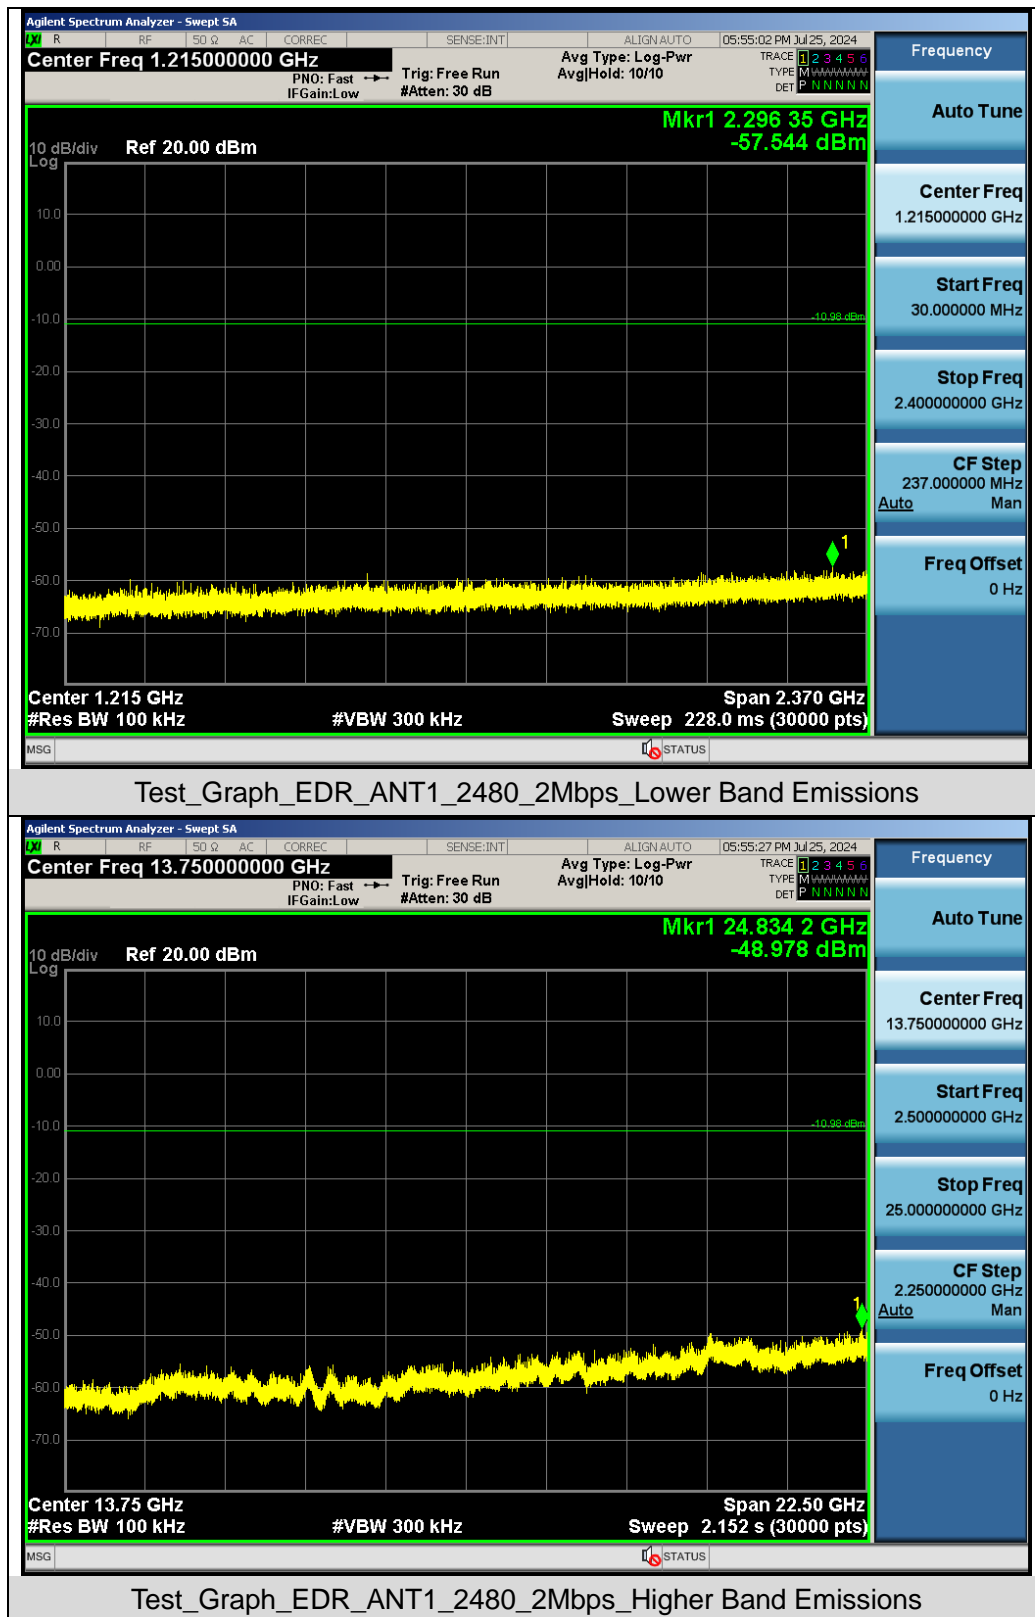 Agilent Spectrum Analyzer - Swept SA
LXI R RF 50 Ω AC CORREC SENSE:INT ALIGN AUTO 05:55:02 PM Jul 25, 2024
Center Freq 1.215000000 GHz
PNO: Fast
IFGain:Low
Trig: Free Run
#Atten: 30 dB
Avg Type: Log-Pwr
Avg|Hold: 10/10
TRACE 1 2 3 4 5 6
TYPE M
DET P N N N N N
Frequency
Mkr1 2.296 35 GHz
-57.544 dBm
10 dB/div Ref 20.00 dBm
Log
10.0
0.00
-10.0
-10.98 dBm
-20.0
-30.0
-40.0
-50.0
1
-60.0
-70.0
Center 1.215 GHz Span 2.370 GHz
#Res BW 100 kHz #VBW 300 kHz Sweep 228.0 ms (30000 pts)
MSG STATUS
Auto Tune
Center Freq
1.215000000 GHz
Start Freq
30.000000 MHz
Stop Freq
2.400000000 GHz
CF Step
237.000000 MHz
Auto Man
Freq Offset
0 Hz
Test_Graph_EDR_ANT1_2480_2Mbps_Lower Band Emissions
Agilent Spectrum Analyzer - Swept SA
LXI R RF 50 Ω AC CORREC SENSE:INT ALIGN AUTO 05:55:27 PM Jul 25, 2024
Center Freq 13.750000000 GHz
PNO: Fast
IFGain:Low
Trig: Free Run
#Atten: 30 dB
Avg Type: Log-Pwr
Avg|Hold: 10/10
TRACE 1 2 3 4 5 6
TYPE M
DET P N N N N N
Frequency
Mkr1 24.834 2 GHz
-48.978 dBm
10 dB/div Ref 20.00 dBm
Log
10.0
0.00
-10.0
-10.98 dBm
-20.0
-30.0
-40.0
1
-50.0
-60.0
-70.0
Center 13.75 GHz Span 22.50 GHz
#Res BW 100 kHz #VBW 300 kHz Sweep 2.152 s (30000 pts)
MSG STATUS
Auto Tune
Center Freq
13.750000000 GHz
Start Freq
2.500000000 GHz
Stop Freq
25.000000000 GHz
CF Step
2.250000000 GHz
Auto Man
Freq Offset
0 Hz
Test_Graph_EDR_ANT1_2480_2Mbps_Higher Band Emissions